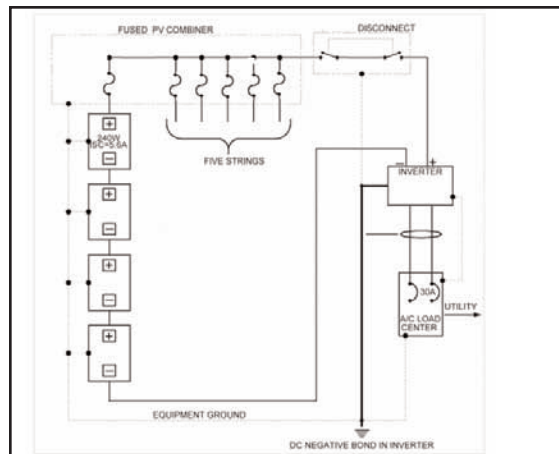 FUSED PV COMBINER
DISCONNECT
+
240W
ISC=5.6A
−
FIVE STRINGS
− +
INVERTER
+
−
+
−
30A
UTILITY
A/C LOAD
CENTER
+
−
EQUIPMENT GROUND
DC NEGATIVE BOND IN INVERTER